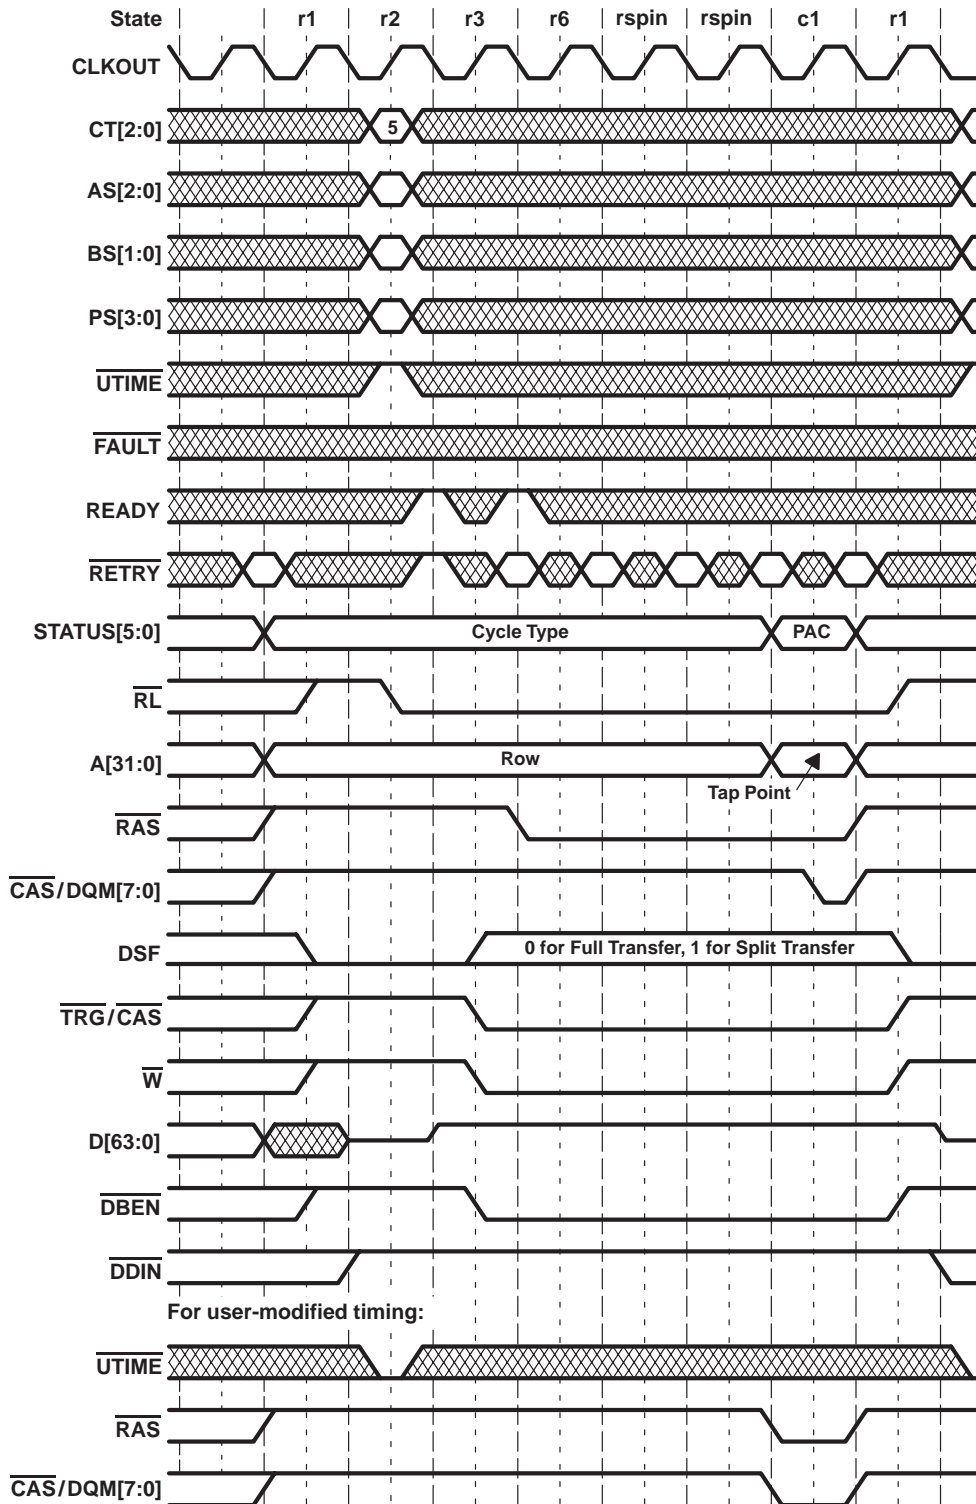 State r1 r2 r3 r6 rspin rspin c1 r1
CLKOUT
CT[2:0] 5
AS[2:0]
BS[1:0]
PS[3:0]
UTIME
FAULT
READY
RETRY
STATUS[5:0] Cycle Type PAC
RL
A[31:0] Row
Tap Point
RAS
CAS/DQM[7:0]
DSF 0 for Full Transfer, 1 for Split Transfer
TRG/CAS
W
D[63:0]
DBEN
DDIN
For user-modified timing:
UTIME
RAS
CAS/DQM[7:0]